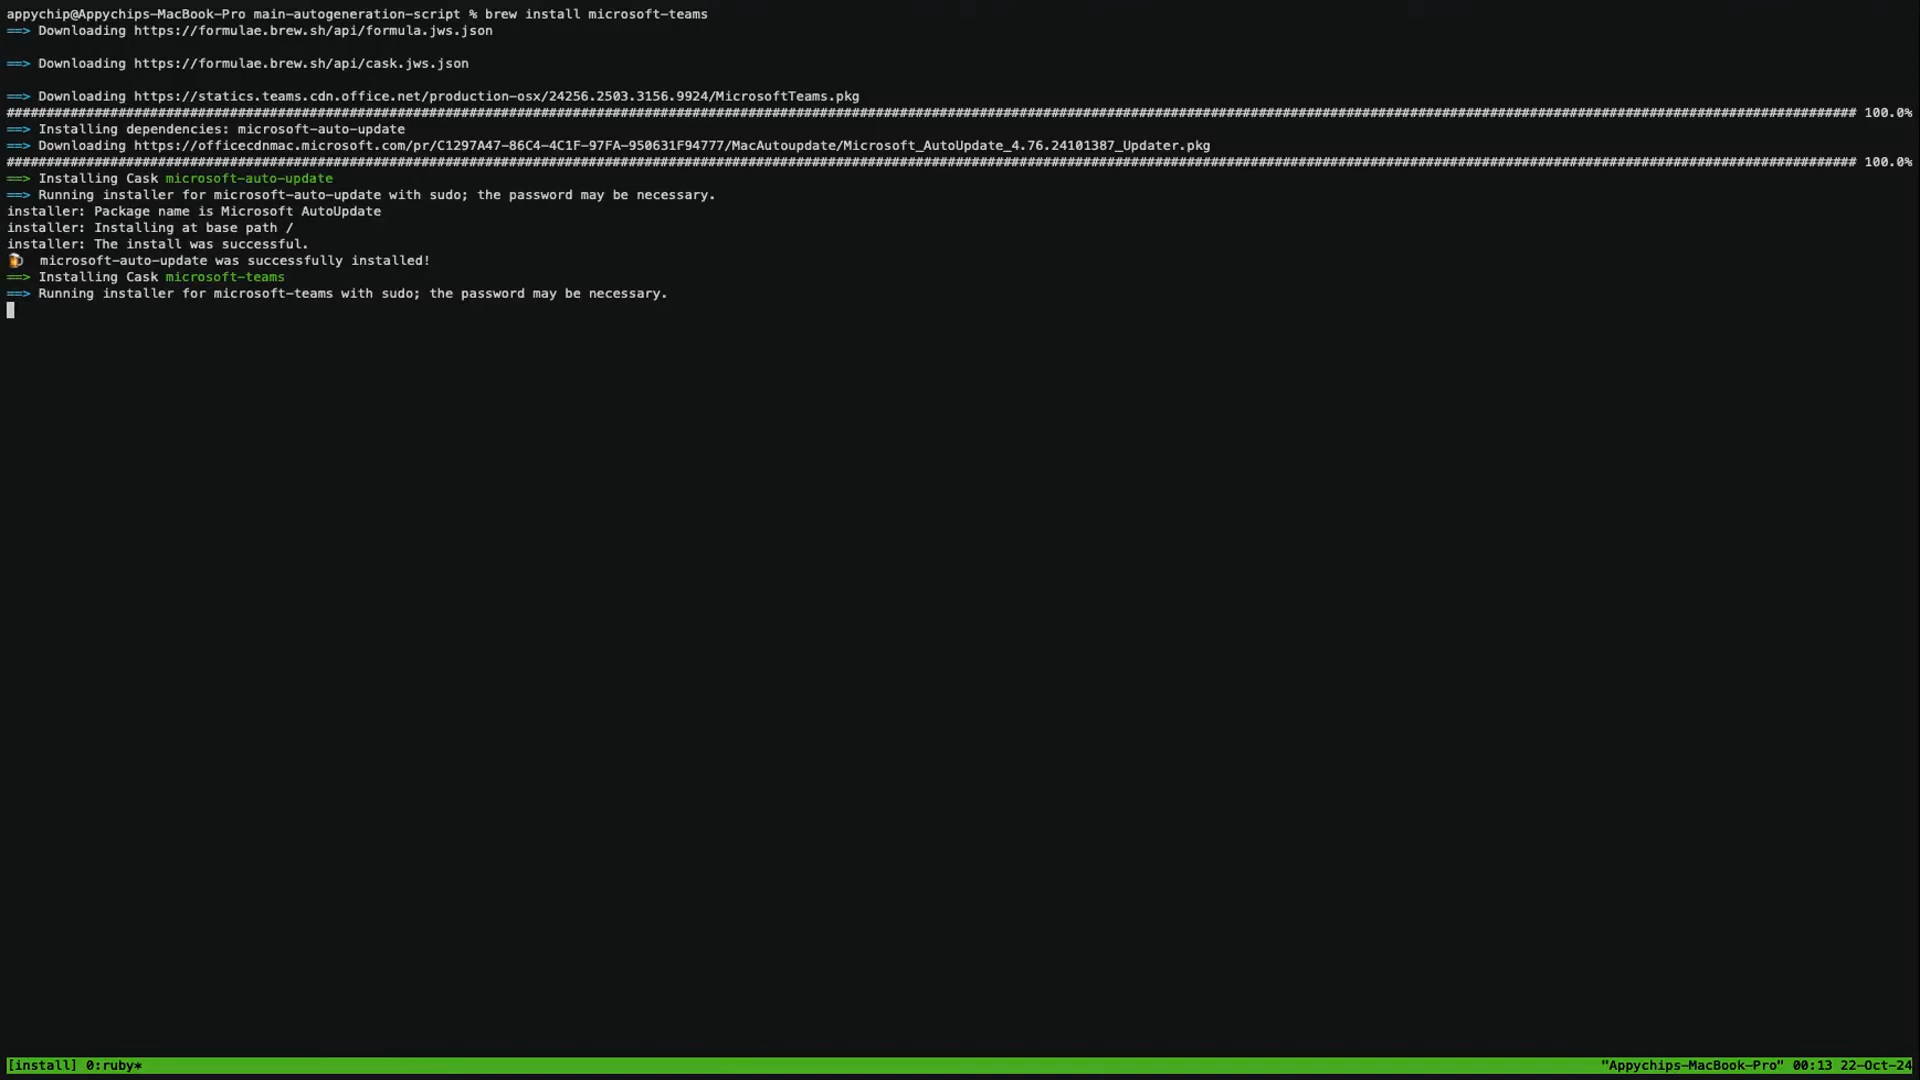 appychip@Appychips-MacBook-Pro main-autogeneration-script % brew install microsoft-teams
==> Downloading https://formulae.brew.sh/api/formula.jws.json
==> Downloading https://formulae.brew.sh/api/cask.jws.json
==> Downloading https://statics.teams.cdn.office.net/production-osx/24256.2503.3156.9924/MicrosoftTeams.pkg
######################################################################## 100.0%
==> Installing dependencies: microsoft-auto-update
==> Downloading https://officecdnmac.microsoft.com/pr/C1297A47-86C4-4C1F-97FA-950631F94777/MacAutoupdate/Microsoft_AutoUpdate_4.76.24101387_Updater.pkg
######################################################################## 100.0%
==> Installing Cask microsoft-auto-update
==> Running installer for microsoft-auto-update with sudo; the password may be necessary.
installer: Package name is Microsoft AutoUpdate
installer: Installing at base path /
installer: The install was successful.
🍺  microsoft-auto-update was successfully installed!
==> Installing Cask microsoft-teams
==> Running installer for microsoft-teams with sudo; the password may be necessary.
[install] 0:ruby* "Appychips-MacBook-Pro" 00:13 22-Oct-24